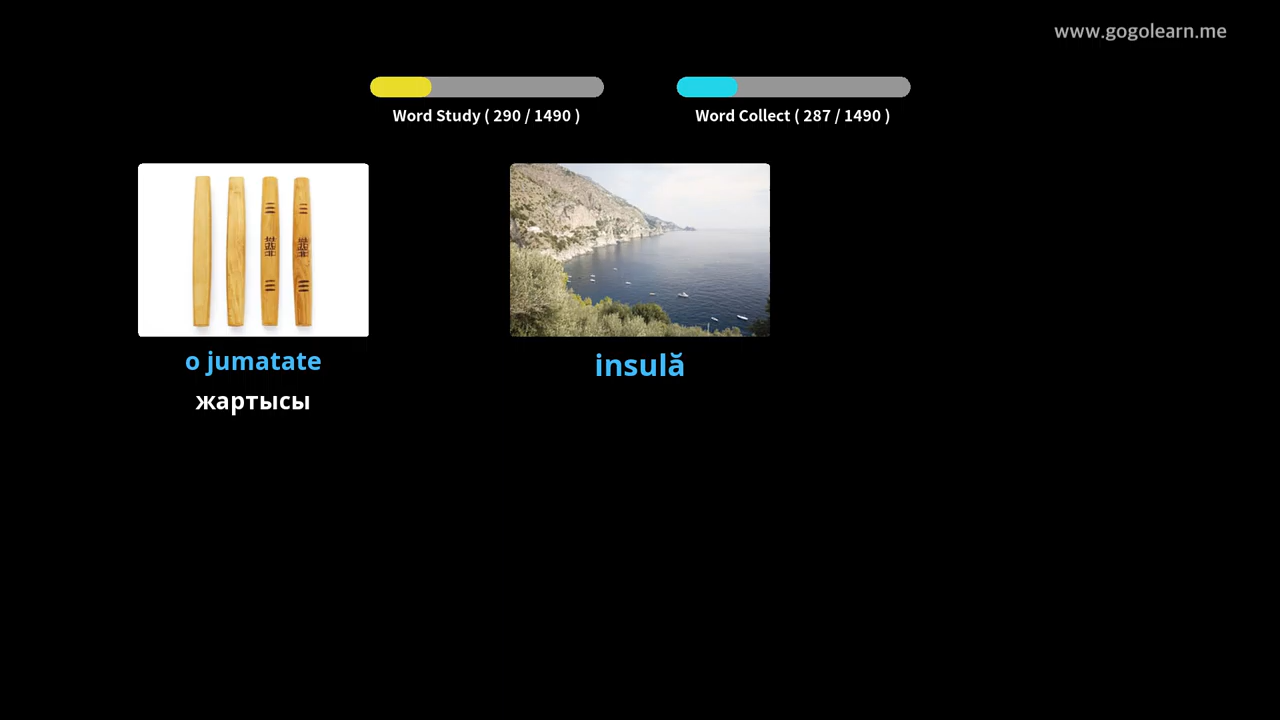 www.gogolearn.me
Word Study ( 290 / 1490 )
Word Collect ( 287 / 1490 )
o jumatate
жартысы
insulă